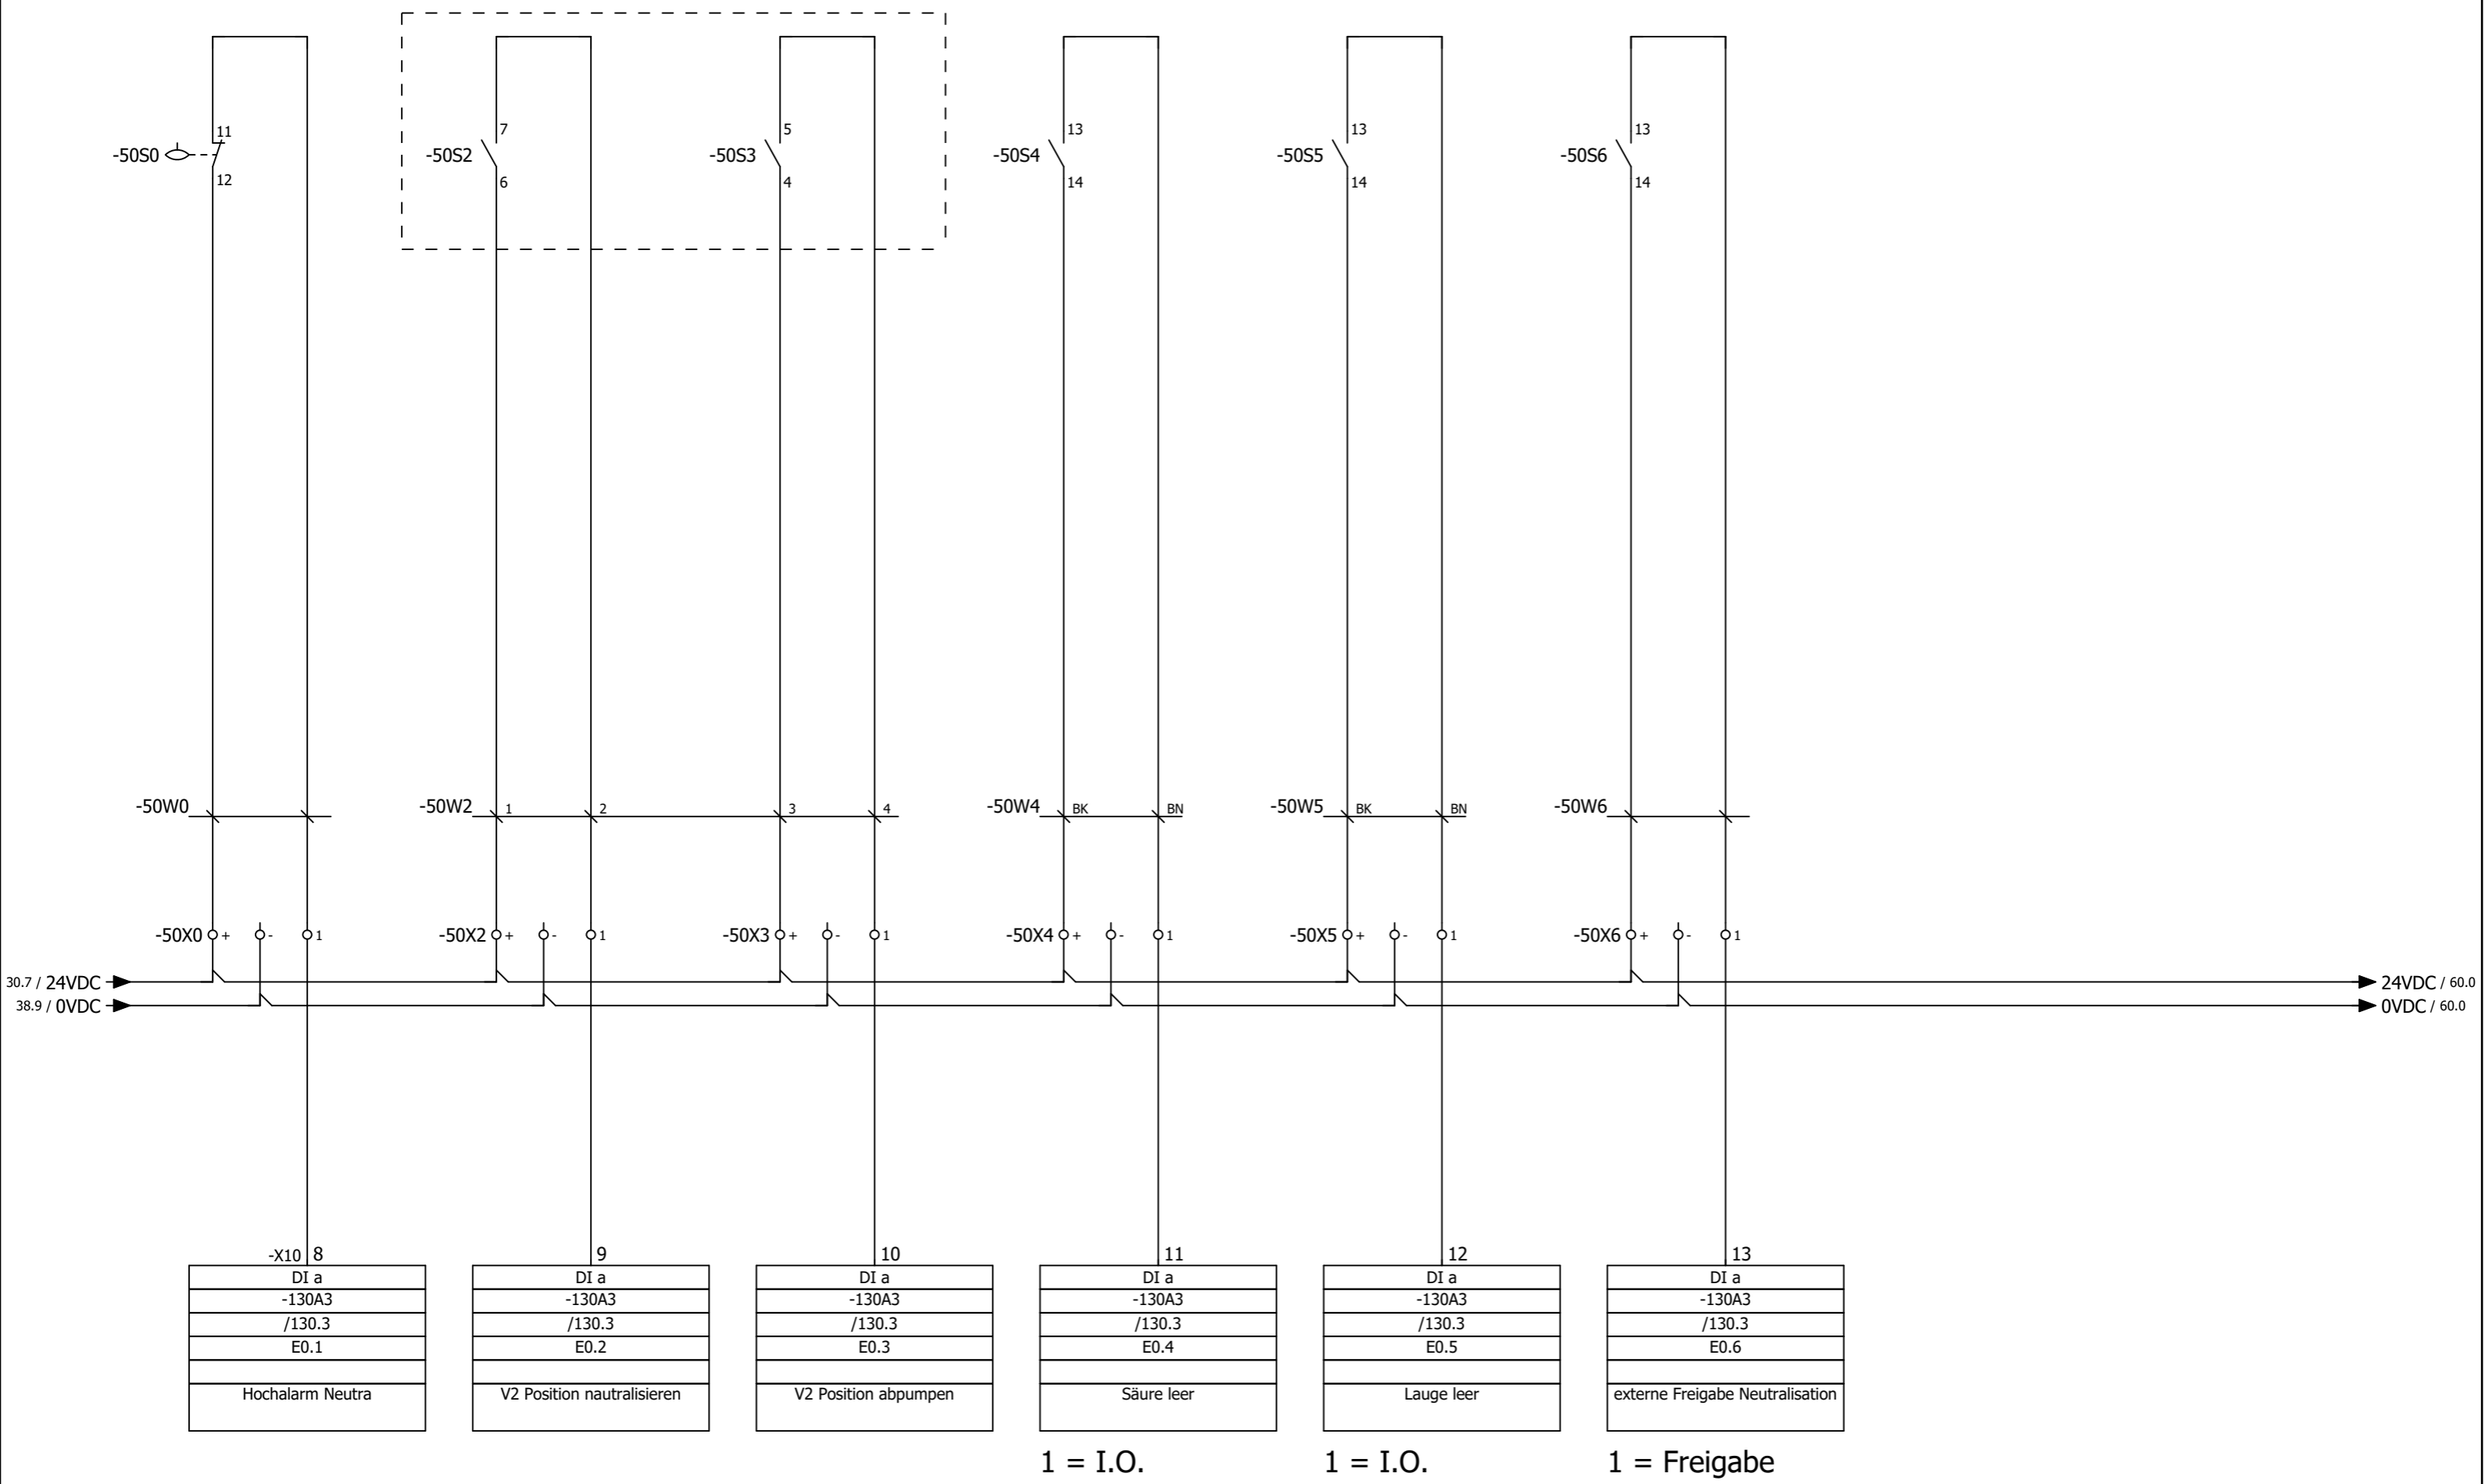 11 7 5 13 13 13
-50S0 -50S2 -50S3 -50S4 -50S5 -50S6
12 6 4 14 14 14
-50W0 -50W2 1 2 3 4 -50W4 BK BN -50W5 BK BN -50W6
-50X0 + - 1 -50X2 + - 1 -50X3 + - 1 -50X4 + - 1 -50X5 + - 1 -50X6 + - 1
30.7 / 24VDC 24VDC / 60.0
38.9 / 0VDC 0VDC / 60.0
-X10 8 9 10 11 12 13
DI a DI a DI a DI a DI a DI a
-130A3 -130A3 -130A3 -130A3 -130A3 -130A3
/130.3 /130.3 /130.3 /130.3 /130.3 /130.3
E0.1 E0.2 E0.3 E0.4 E0.5 E0.6
Hochalarm Neutra V2 Position nautralisieren V2 Position abpumpen Säure leer Lauge leer externe Freigabe Neutralisation
1 = I.O. 1 = I.O. 1 = Freigabe